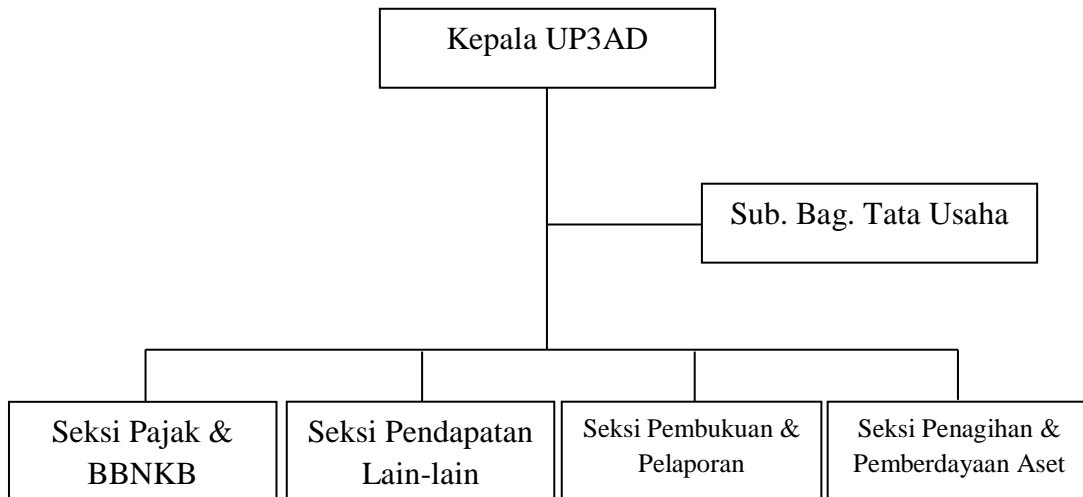 Kepala UP3AD
Sub. Bag. Tata Usaha
Seksi Pajak &
BBNKB
Seksi Pendapatan
Lain-lain
Seksi Pembukuan &
Pelaporan
Seksi Penagihan &
Pemberdayaan Aset